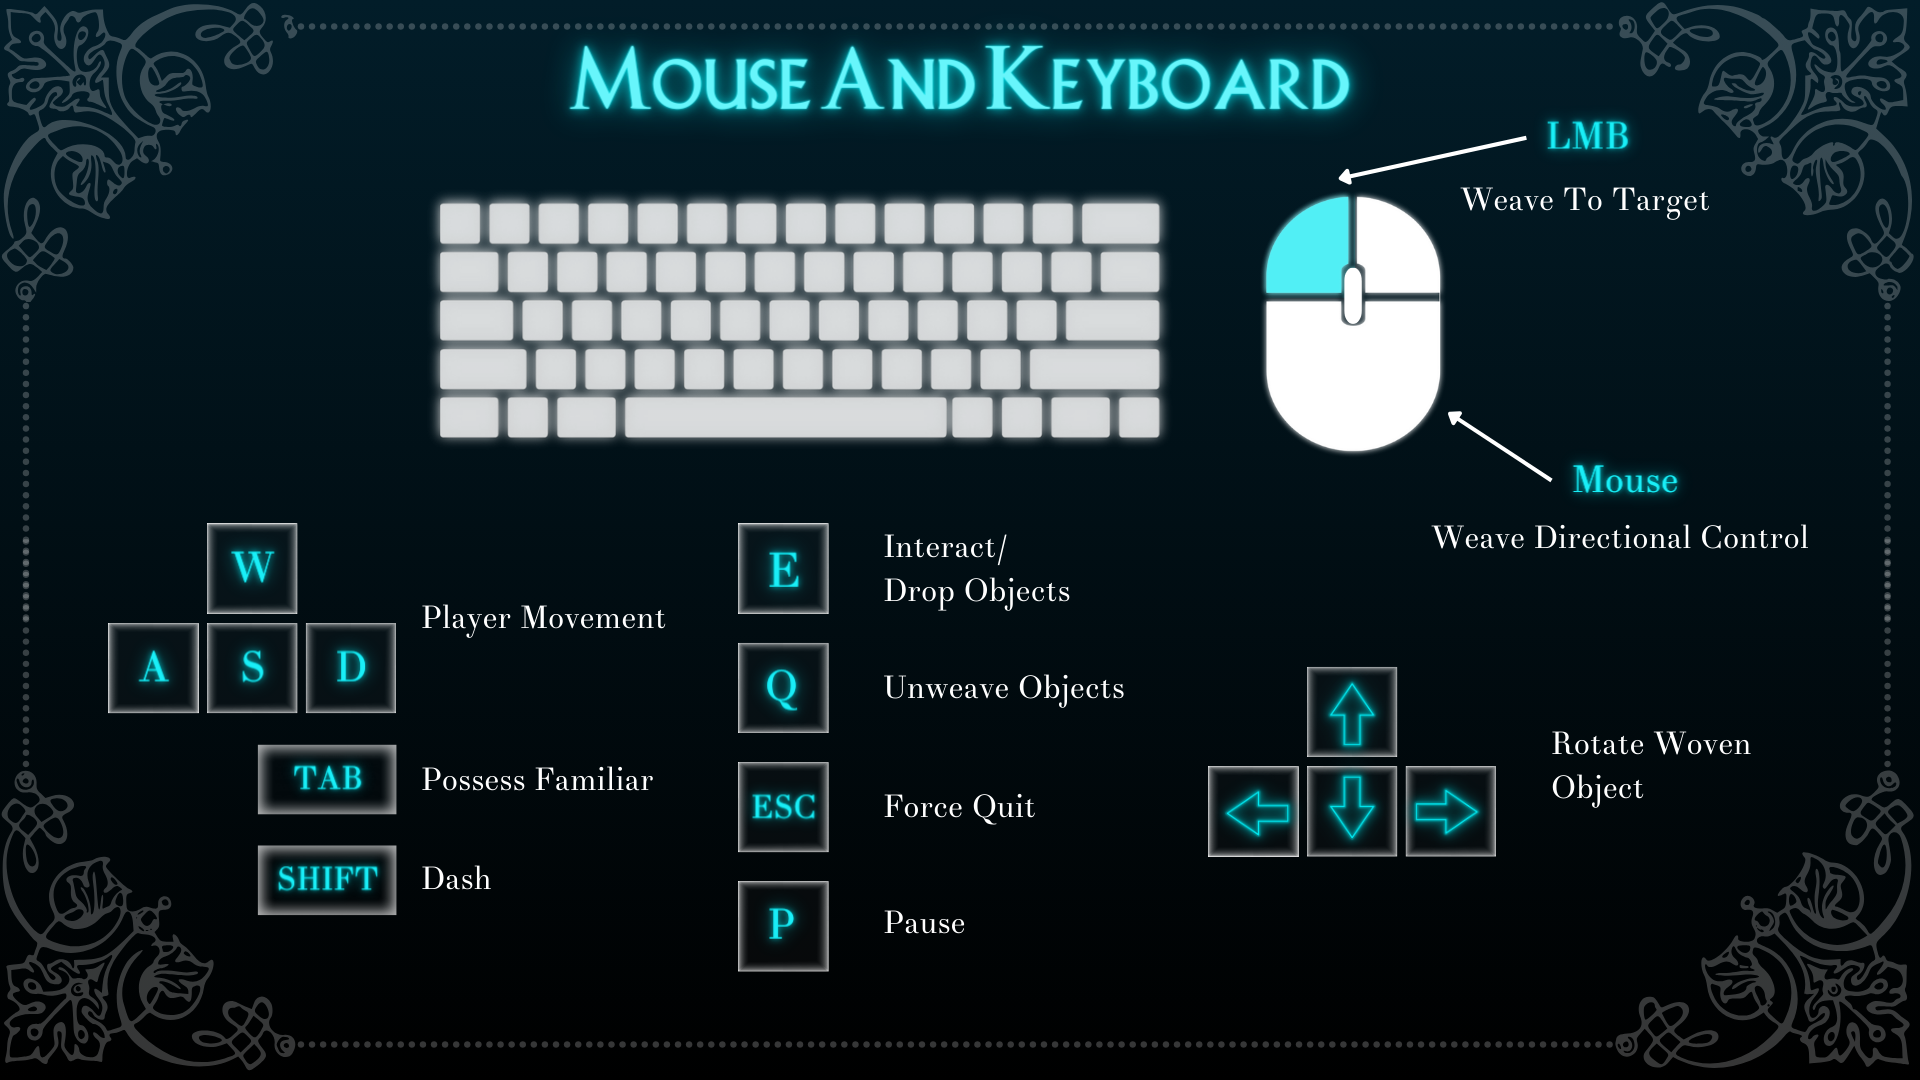 Mouse And Keyboard
LMB
Weave To Target
Mouse
Weave Directional Control
W
A S D
Player Movement
TAB
Possess Familiar
SHIFT
Dash
E
Interact/
Drop Objects
Q
Unweave Objects
ESC
Force Quit
P
Pause
Rotate Woven
Object